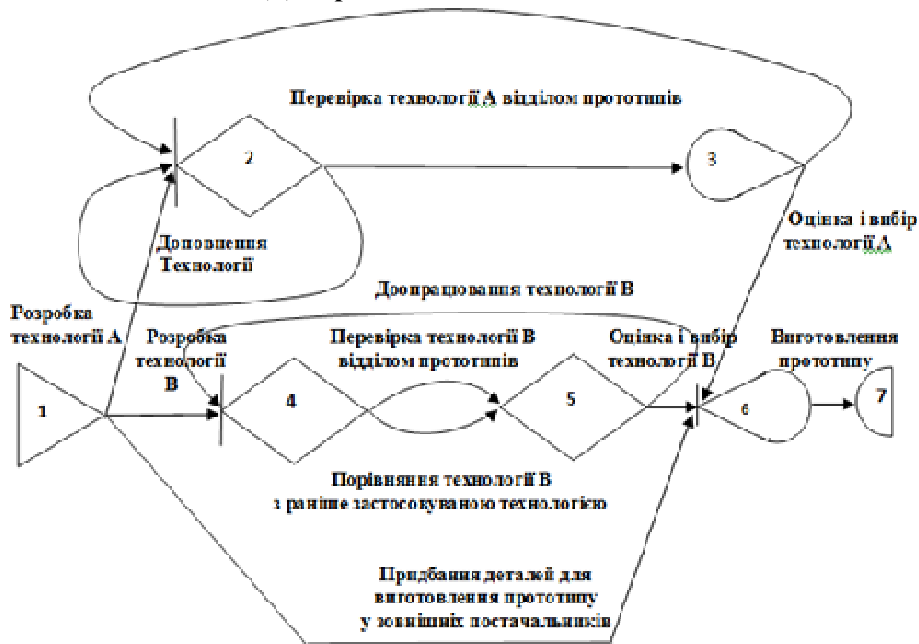 Перевірка технології А відділом прототипів
2
3
Оцінка і вибір
технології А
Доповнення
Технології
Доопрацювання технології В
Розробка
технології А
Розробка
технології
В
Перевірка технології В
відділом прототипів
Оцінка і вибір
технології В
Виготовлення
прототипу
1
4
5
6
7
Порівняння технології В
з раніше застосовуваною технологією
Придбання деталей для
виготовлення прототипу
у зовнішніх постачальників